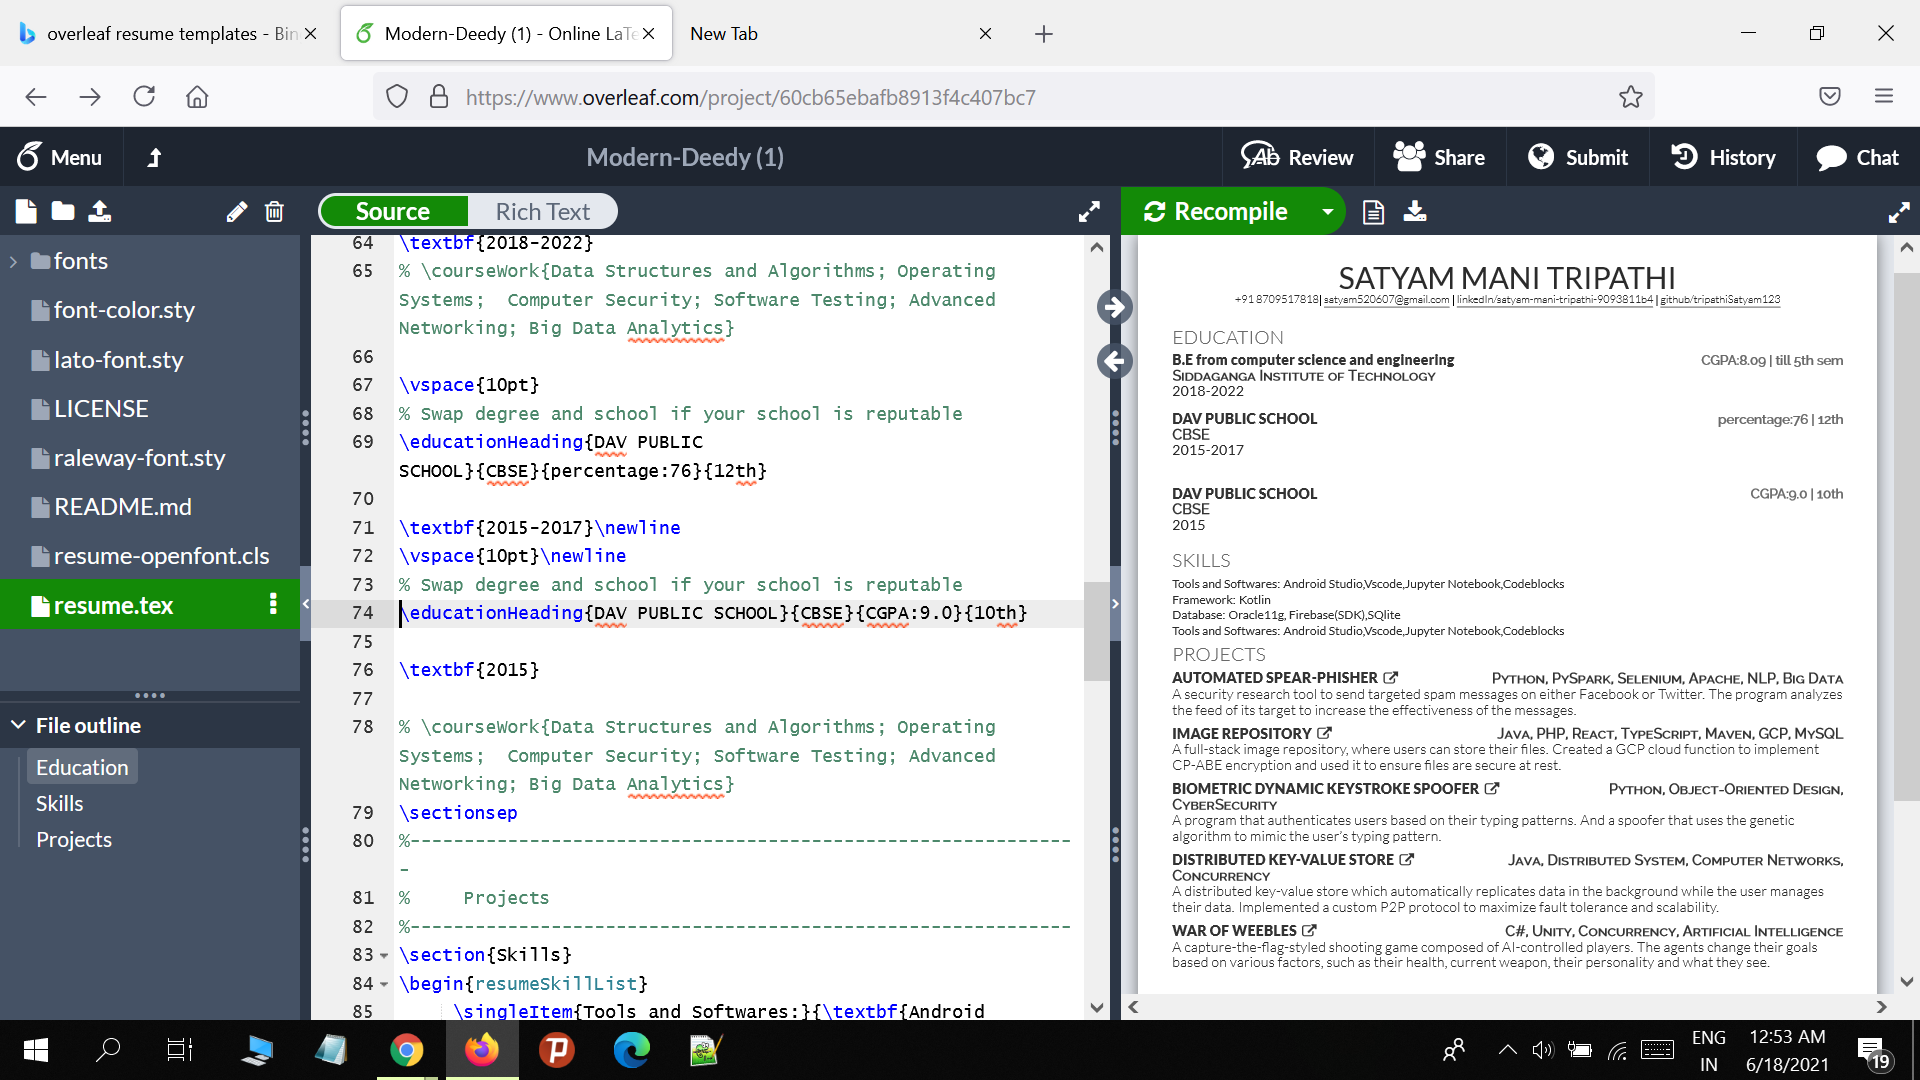 overleaf resume templates - Bin
Modern-Deedy (1) - Online LaTe
New Tab
https://www.overleaf.com/project/60cb65ebafb8913f4c407bc7
Menu
Modern-Deedy (1)
Review
Share
Submit
History
Chat
Source
Rich Text
Recompile
fonts
font-color.sty
lato-font.sty
LICENSE
raleway-font.sty
README.md
resume-openfont.cls
resume.tex
File outline
Education
Skills
Projects
64 \textbf{2018-2022}
65 % \courseWork{Data Structures and Algorithms; Operating
Systems;  Computer Security; Software Testing; Advanced
Networking; Big Data Analytics}
66
67 \vspace{10pt}
68 % Swap degree and school if your school is reputable
69 \educationHeading{DAV PUBLIC
SCHOOL}{CBSE}{percentage:76}{12th}
70
71 \textbf{2015-2017}\newline
72 \vspace{10pt}\newline
73 % Swap degree and school if your school is reputable
74 \educationHeading{DAV PUBLIC SCHOOL}{CBSE}{CGPA:9.0}{10th}
75
76 \textbf{2015}
77
78 % \courseWork{Data Structures and Algorithms; Operating
Systems;  Computer Security; Software Testing; Advanced
Networking; Big Data Analytics}
79 \sectionsep
80 %-------------------------------------------------------------
-
81 %     Projects
82 %-------------------------------------------------------------
83 \section{Skills}
84 \begin{resumeSkillList}
85 \singleItem{Tools and Softwares:}{\textbf{Android
SATYAM MANI TRIPATHI
+91 8709517818| satyam520607@gmail.com | linkedIn/satyam-mani-tripathi-9093811b4 | github/tripathiSatyam123
EDUCATION
B.E from computer science and engineering CGPA:8.09 | till 5th sem
SIDDAGANGA INSTITUTE OF TECHNOLOGY
2018-2022
DAV PUBLIC SCHOOL percentage:76 | 12th
CBSE
2015-2017
DAV PUBLIC SCHOOL CGPA:9.0 | 10th
CBSE
2015
SKILLS
Tools and Softwares: Android Studio,Vscode,Jupyter Notebook,Codeblocks
Framework: Kotlin
Database: Oracle11g, Firebase(SDK),SQlite
Tools and Softwares: Android Studio,Vscode,Jupyter Notebook,Codeblocks
PROJECTS
AUTOMATED SPEAR-PHISHER PYTHON, PYSPARK, SELENIUM, APACHE, NLP, BIG DATA
A security research tool to send targeted spam messages on either Facebook or Twitter. The program analyzes
the feed of its target to increase the effectiveness of the messages.
IMAGE REPOSITORY JAVA, PHP, REACT, TYPESCRIPT, MAVEN, GCP, MYSQL
A full-stack image repository, where users can store their files. Created a GCP cloud function to implement
CP-ABE encryption and used it to ensure files are secure at rest.
BIOMETRIC DYNAMIC KEYSTROKE SPOOFER PYTHON, OBJECT-ORIENTED DESIGN,
CYBERSECURITY
A program that authenticates users based on their typing patterns. And a spoofer that uses the genetic
algorithm to mimic the user's typing pattern.
DISTRIBUTED KEY-VALUE STORE JAVA, DISTRIBUTED SYSTEM, COMPUTER NETWORKS,
CONCURRENCY
A distributed key-value store which automatically replicates data in the background while the user manages
their data. Implemented a custom P2P protocol to maximize fault tolerance and scalability.
WAR OF WEEBLES C#, UNITY, CONCURRENCY, ARTIFICIAL INTELLIGENCE
A capture-the-flag-styled shooting game composed of AI-controlled players. The agents change their goals
based on various factors, such as their health, current weapon, their personality and what they see.
ENG
IN
12:53 AM
6/18/2021
19